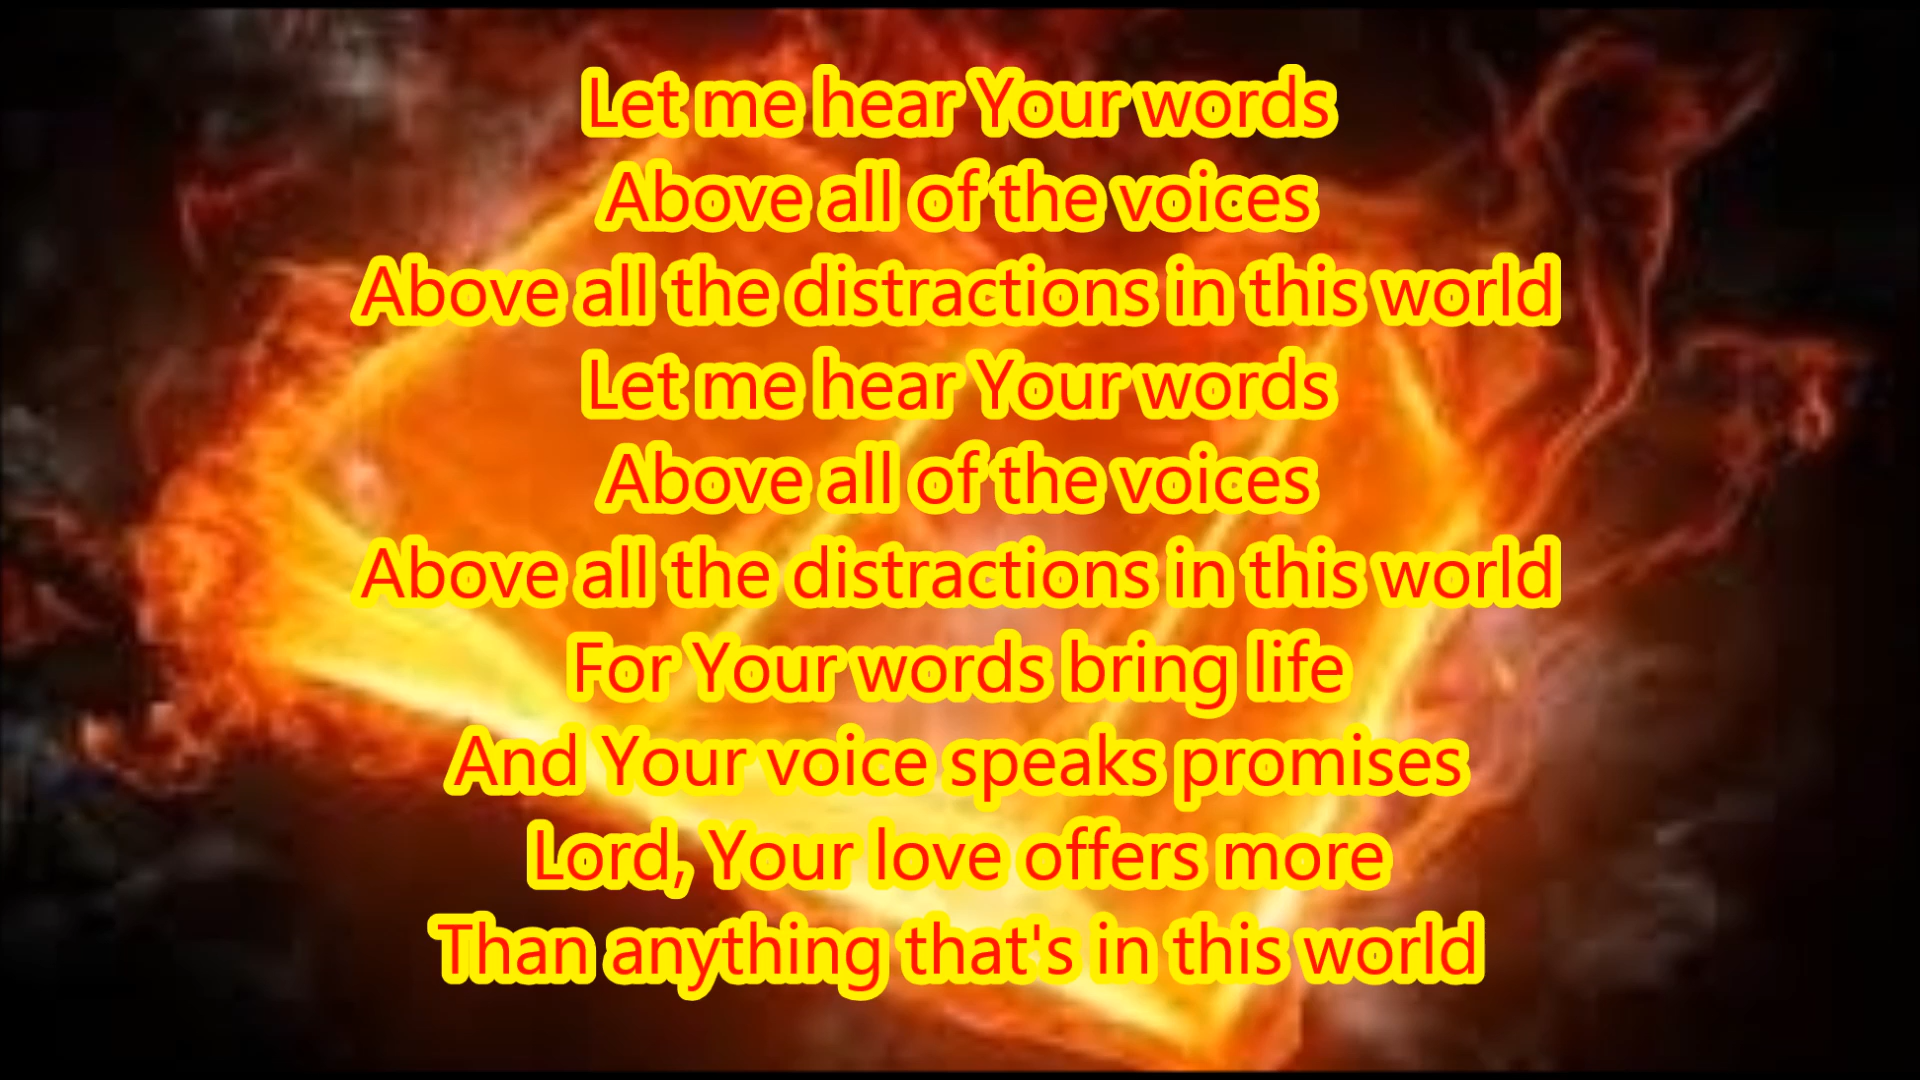 Let me hear Your words
Above all of the voices
Above all the distractions in this world
Let me hear Your words
Above all of the voices
Above all the distractions in this world
For Your words bring life
And Your voice speaks promises
Lord, Your love offers more
Than anything that's in this world